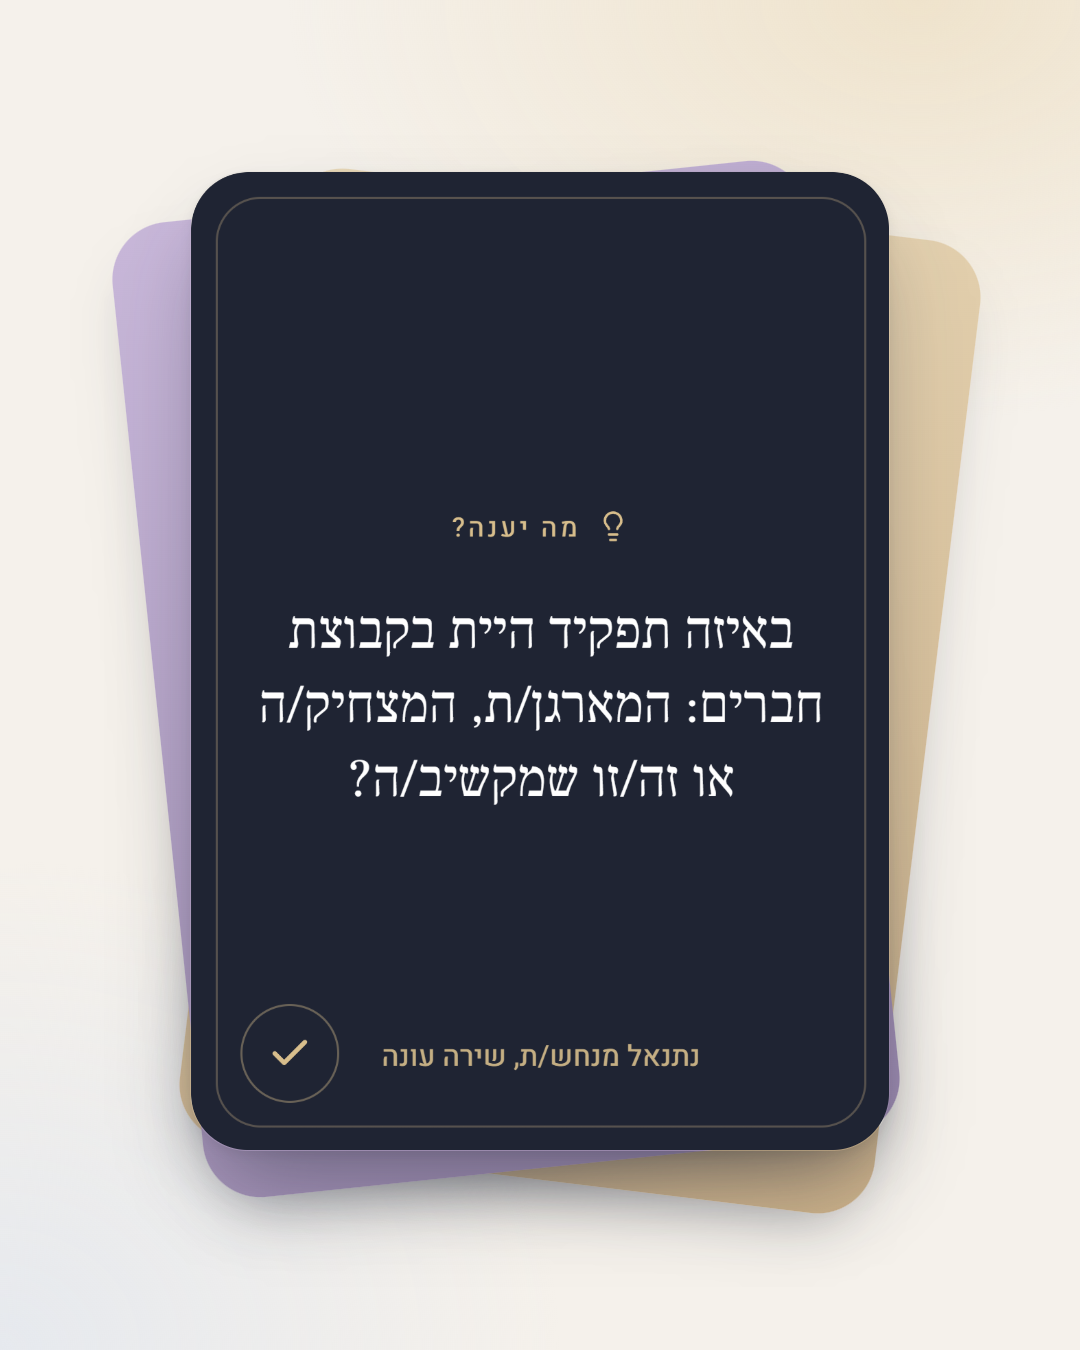 מה יענה?
באיזה תפקיד היית בקבוצת
חברים: המארגן/ת, המצחיק/ה
או זה/זו שמקשיב/ה?
נתנאל מנחש/ת, שירה עונה